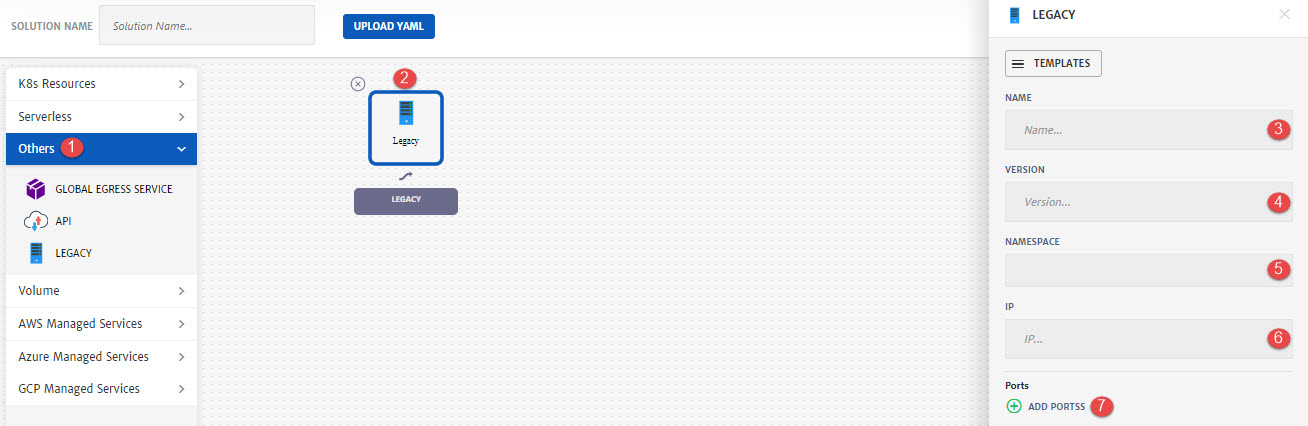 SOLUTION NAME
Solution Name...
UPLOAD YAML
K8s Resources
Serverless
Others 1
GLOBAL EGRESS SERVICE
API
LEGACY
Volume
AWS Managed Services
Azure Managed Services
GCP Managed Services
2
Legacy
LEGACY
LEGACY
TEMPLATES
NAME
Name... 3
VERSION
Version... 4
NAMESPACE
5
IP
IP... 6
Ports
ADD PORTSS 7